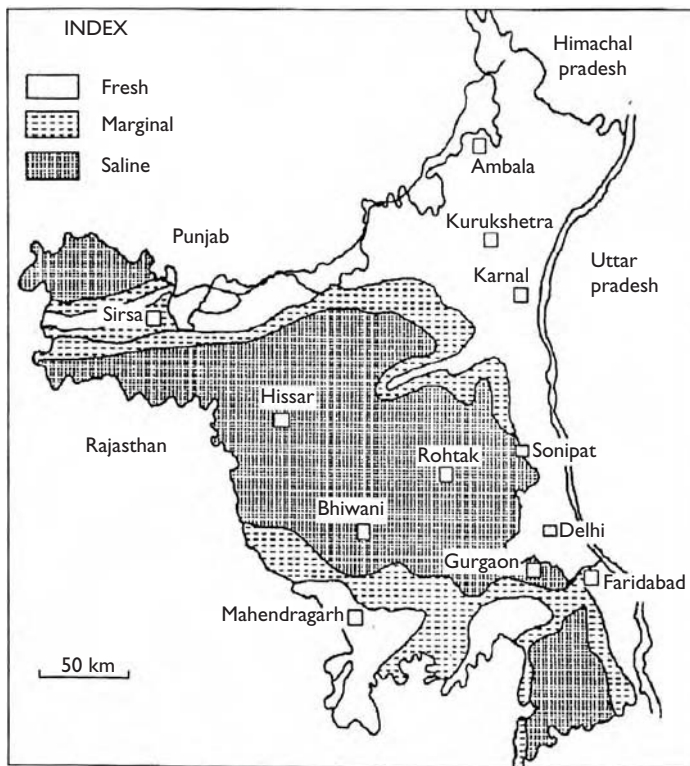 INDEX
Fresh
Marginal
Saline
Himachal
pradesh
Ambala
Punjab
Kurukshetra
Karnal
Uttar
pradesh
Sirsa
Hissar
Rajasthan
Rohtak
Sonipat
Bhiwani
Delhi
Gurgaon
Faridabad
Mahendragarh
50 km